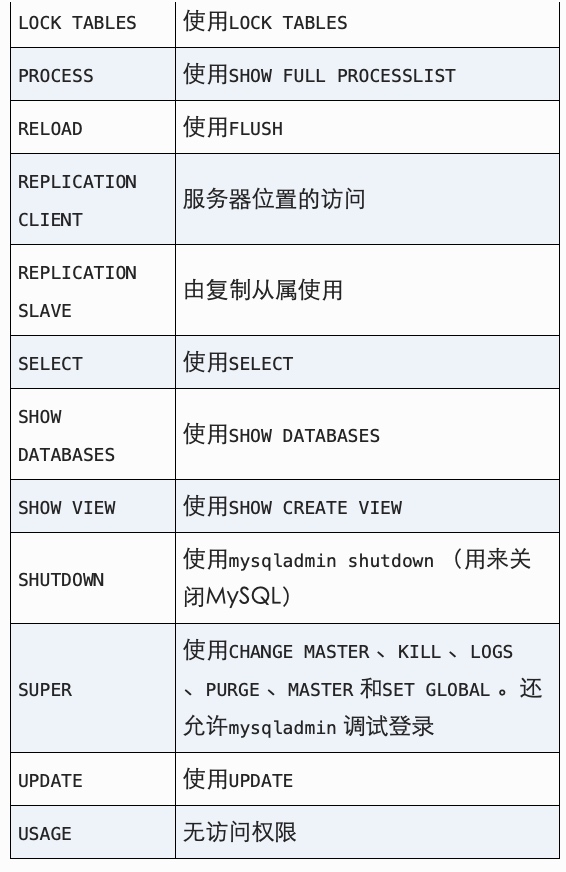 LOCK TABLES 使用LOCK TABLES
PROCESS 使用SHOW FULL PROCESSLIST
RELOAD 使用FLUSH
REPLICATION
CLIENT
服务器位置的访问
REPLICATION
SLAVE
由复制从属使用
SELECT 使用SELECT
SHOW
DATABASES
使用SHOW DATABASES
SHOW VIEW 使用SHOW CREATE VIEW
SHUTDOWN
使用mysqladmin shutdown （用来关
闭MySQL）
SUPER
使用CHANGE MASTER 、 KILL 、 LOGS
、 PURGE 、 MASTER 和SET GLOBAL 。还
允许mysqladmin 调试登录
UPDATE 使用UPDATE
USAGE 无访问权限